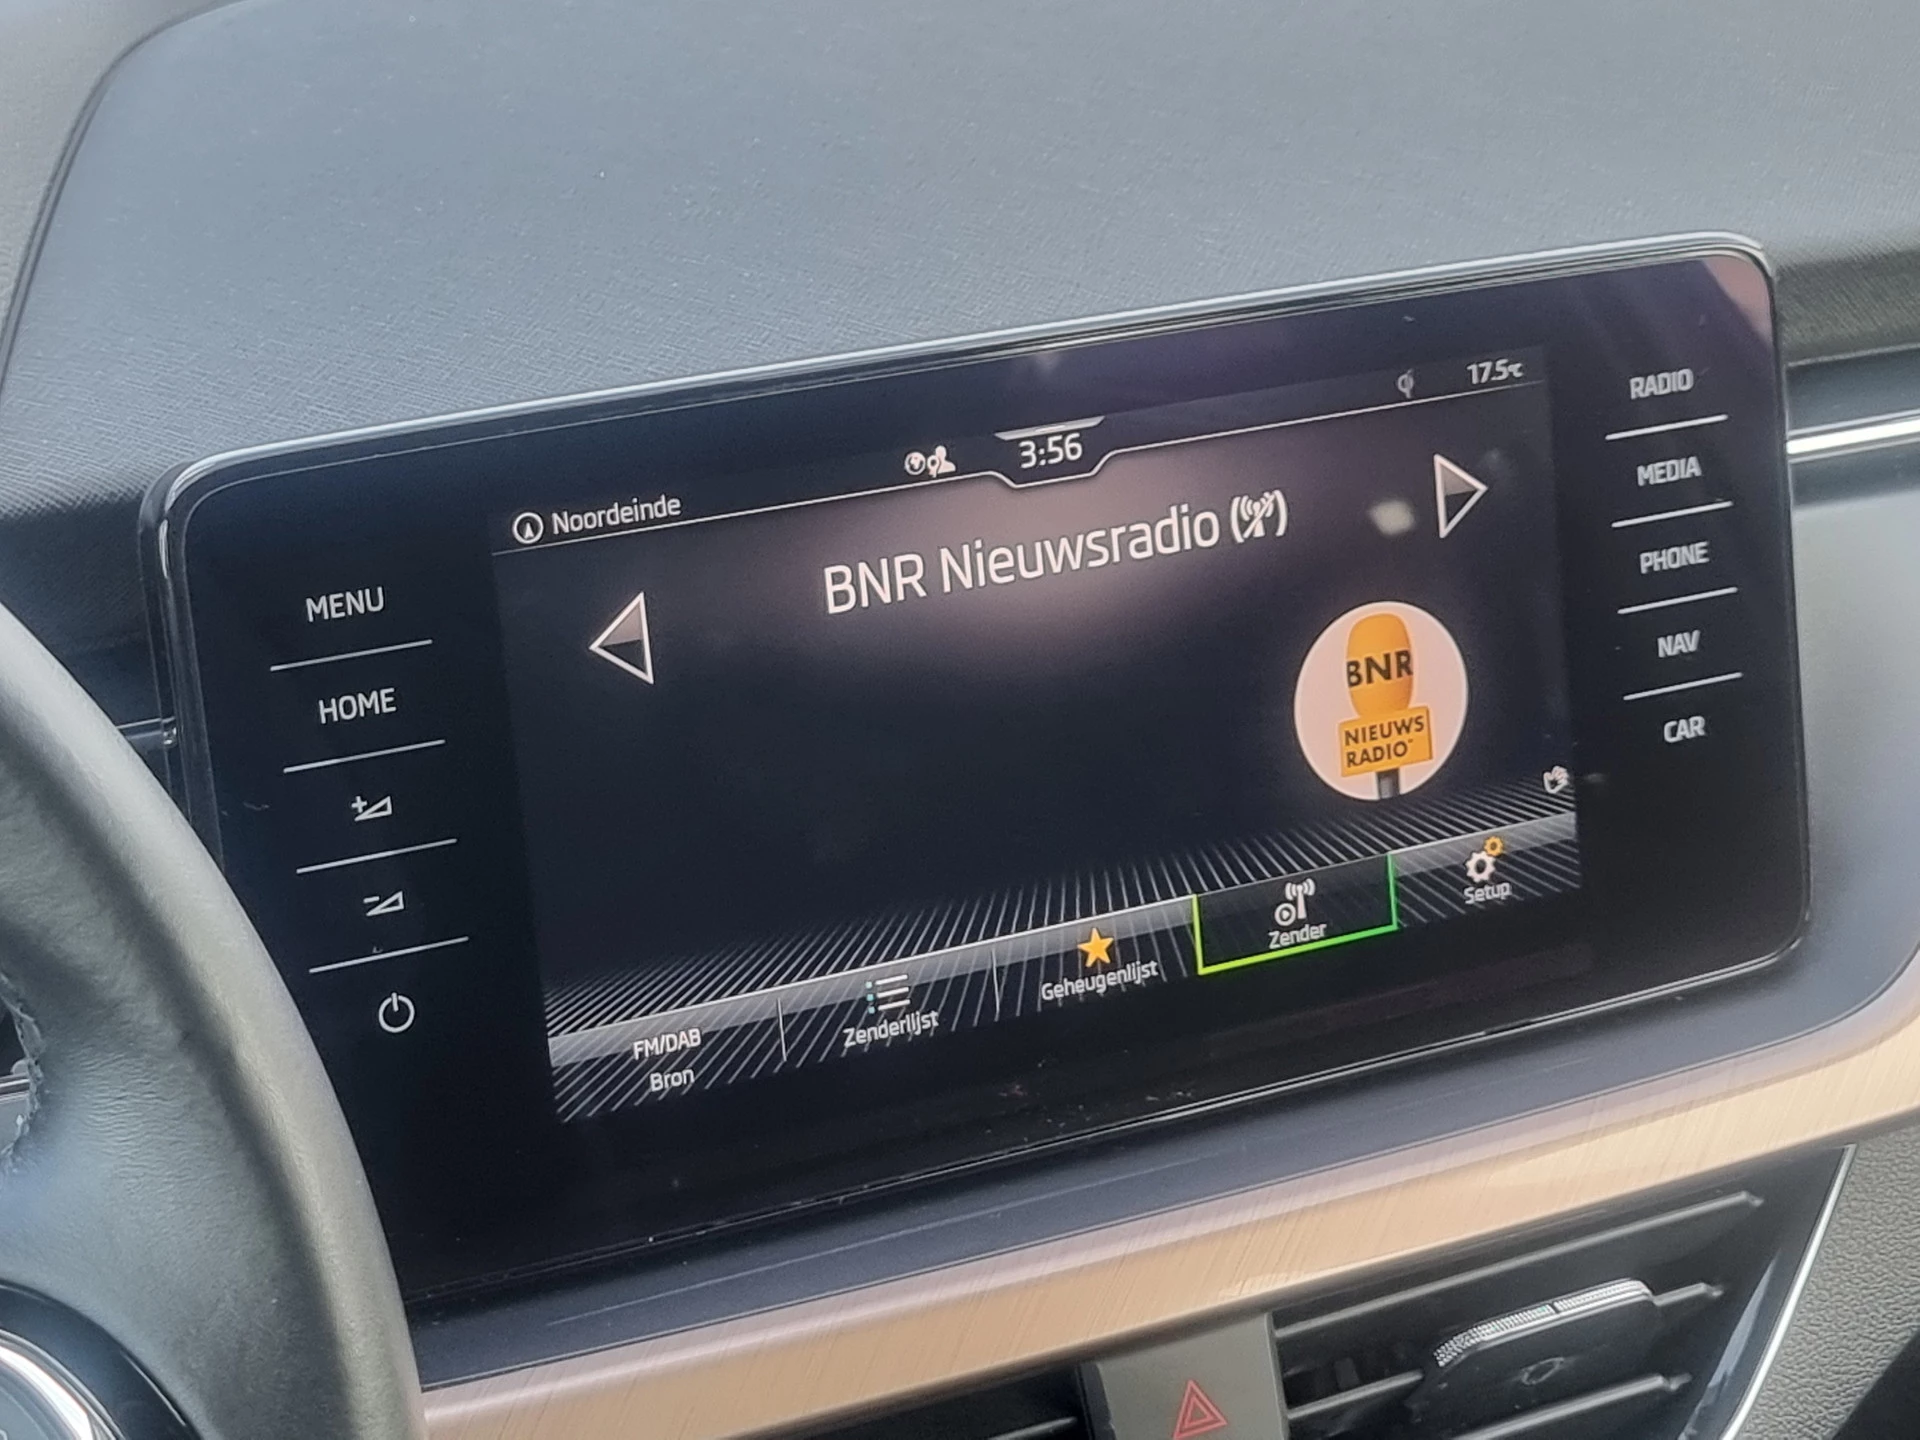 17.5°C
3:56
Noordeinde
BNR Nieuwsradio
MENU
HOME
RADIO
MEDIA
PHONE
NAV
CAR
BNR
NIEUWS
RADIO
FM/DAB
Bron
Zenderlijst
Geheugenlijst
Zender
Setup